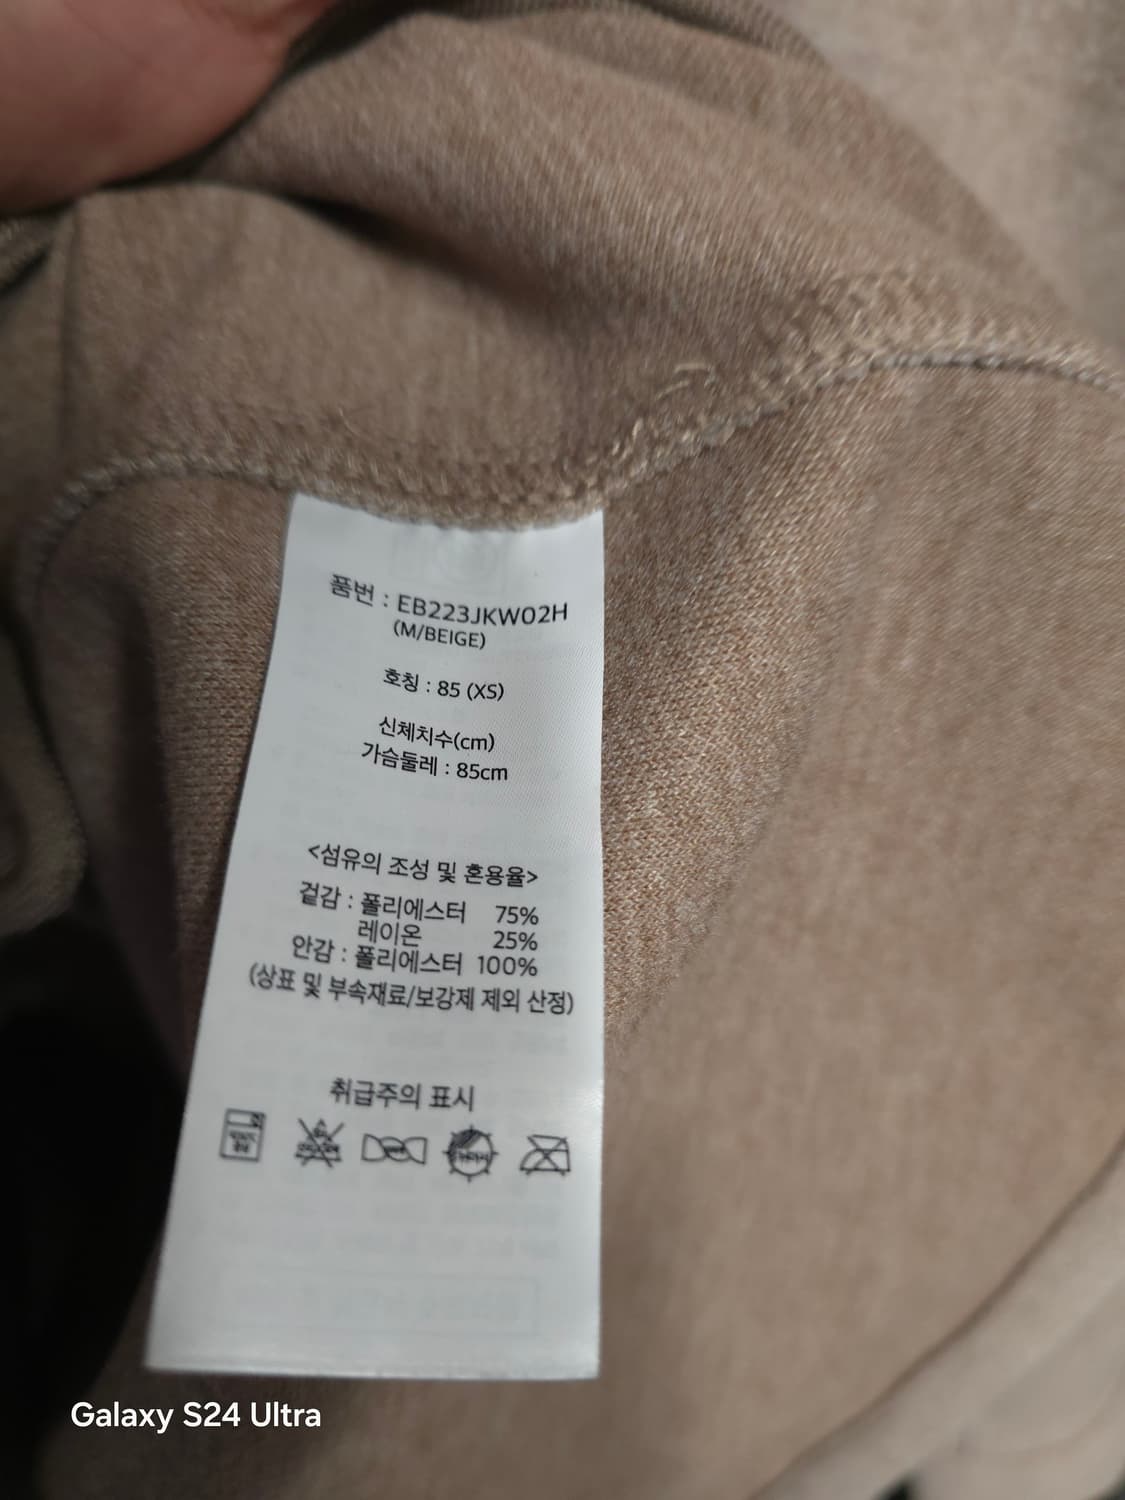 품번 : EB223JKW02H
(M/BEIGE)
호칭 : 85 (XS)
신체치수(cm)
가슴둘레 : 85cm
<섬유의 조성 및 혼용율>
겉감 : 폴리에스터 75%
레이온 25%
안감 : 폴리에스터 100%
(상표 및 부속재료/보강제 제외 산정)
취급주의 표시
Galaxy S24 Ultra